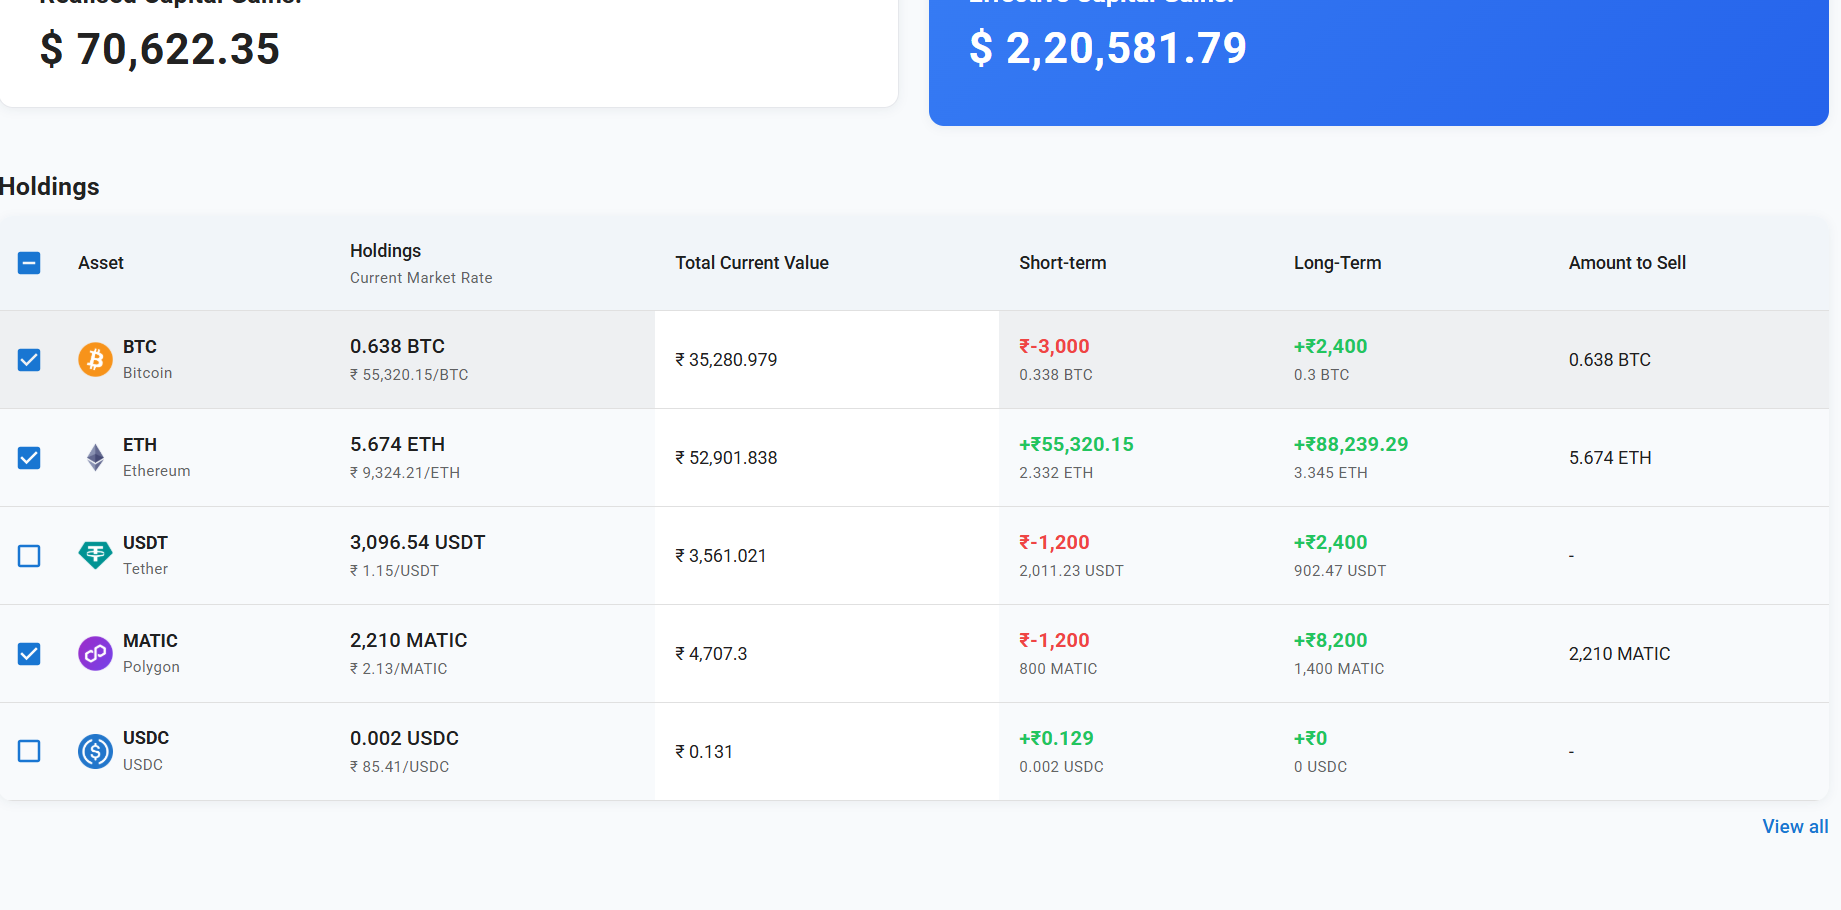 Realised Capital Gains:
$ 70,622.35
Effective Capital Gains:
$ 2,20,581.79
Holdings
Asset
Holdings
Current Market Rate
Total Current Value
Short-term
Long-Term
Amount to Sell
BTC
Bitcoin
0.638 BTC
₹ 55,320.15/BTC
₹ 35,280.979
₹-3,000
0.338 BTC
+₹2,400
0.3 BTC
0.638 BTC
ETH
Ethereum
5.674 ETH
₹ 9,324.21/ETH
₹ 52,901.838
+₹55,320.15
2.332 ETH
+₹88,239.29
3.345 ETH
5.674 ETH
USDT
Tether
3,096.54 USDT
₹ 1.15/USDT
₹ 3,561.021
₹-1,200
2,011.23 USDT
+₹2,400
902.47 USDT
-
MATIC
Polygon
2,210 MATIC
₹ 2.13/MATIC
₹ 4,707.3
₹-1,200
800 MATIC
+₹8,200
1,400 MATIC
2,210 MATIC
USDC
USDC
0.002 USDC
₹ 85.41/USDC
₹ 0.131
+₹0.129
0.002 USDC
+₹0
0 USDC
-
View all